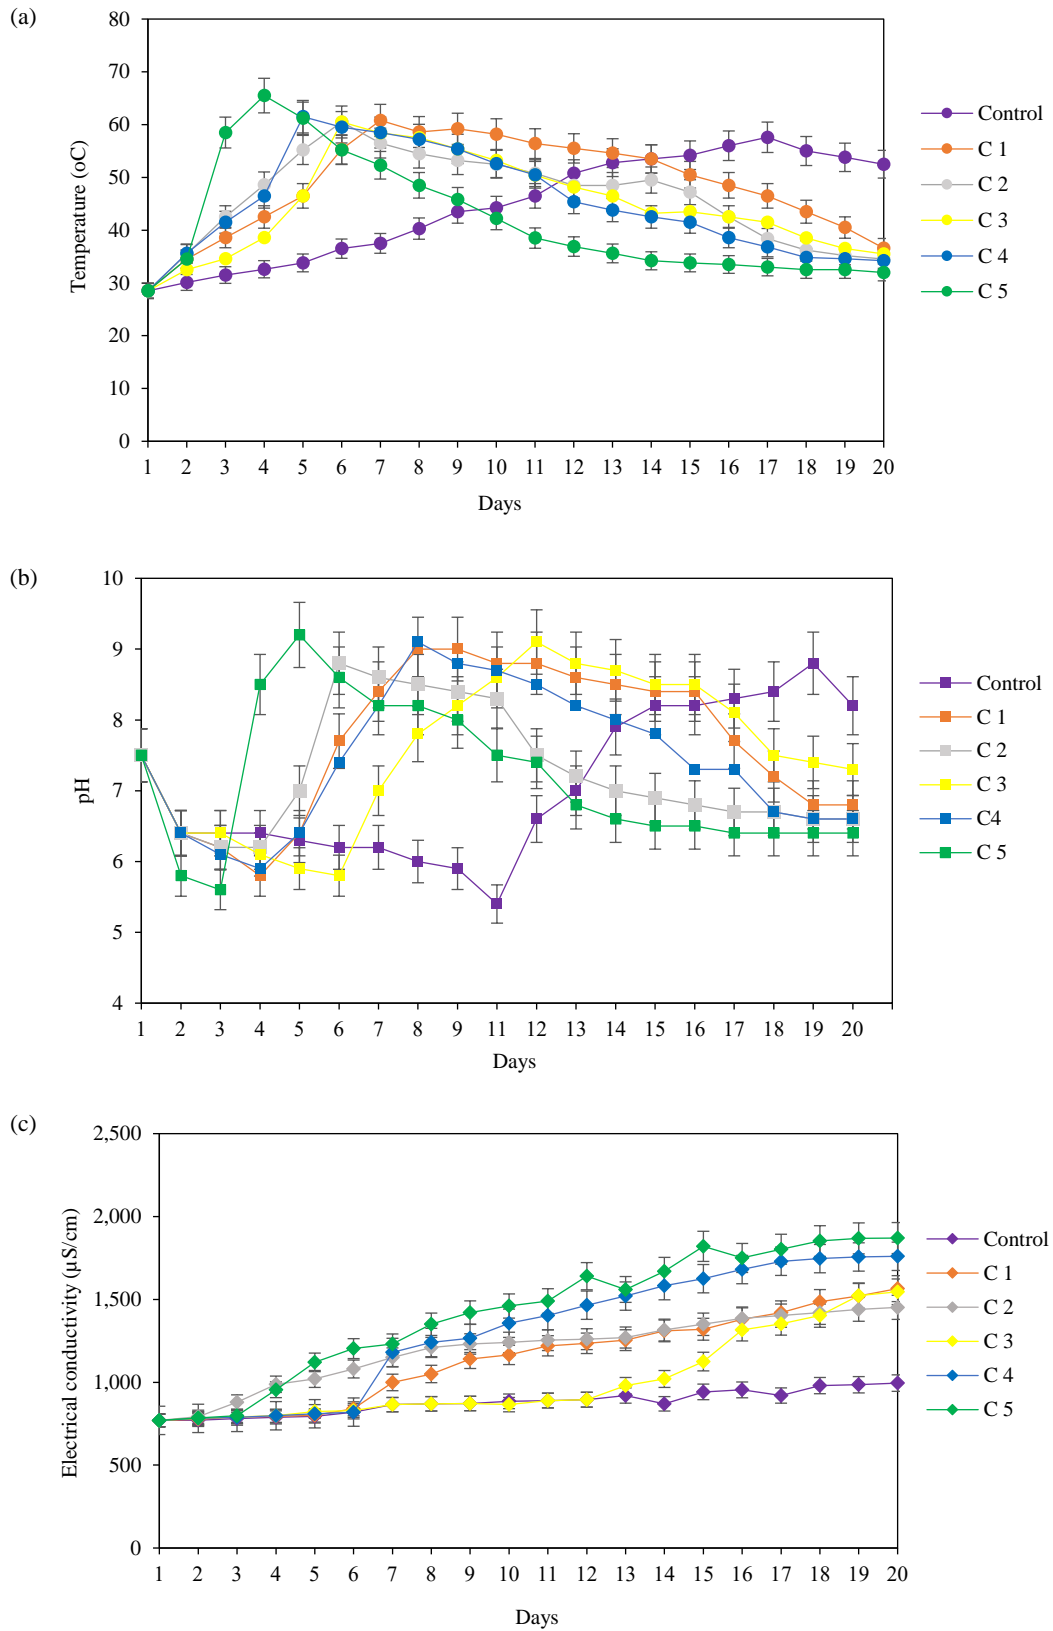 (a)
80
70
60
50
40
30
20
10
0
Temperature (oC)
1 2 3 4 5 6 7 8 9 10 11 12 13 14 15 16 17 18 19 20
Days
Control
C 1
C 2
C 3
C 4
C 5
(b)
10
9
8
7
6
5
4
pH
1 2 3 4 5 6 7 8 9 11 12 13 14 15 16 17 18 19 20
Days
Control
C 1
C 2
C 3
C4
C 5
(c)
2,500
2,000
1,500
1,000
500
0
Electrical conductivity (µS/cm)
1 2 3 4 5 6 7 8 9 10 11 12 13 14 15 16 17 18 19 20
Days
Control
C 1
C 2
C 3
C 4
C 5